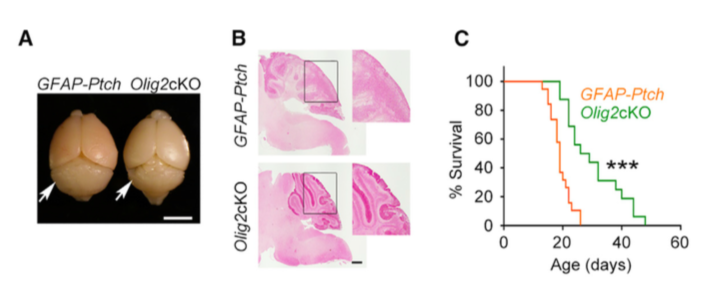 A
GFAP-Ptch Olig2cKO
B
GFAP-Ptch
Olig2cKO
C
% Survival
100
80
60
40
20
0
GFAP-Ptch
Olig2cKO
***
0 20 40 60
Age (days)